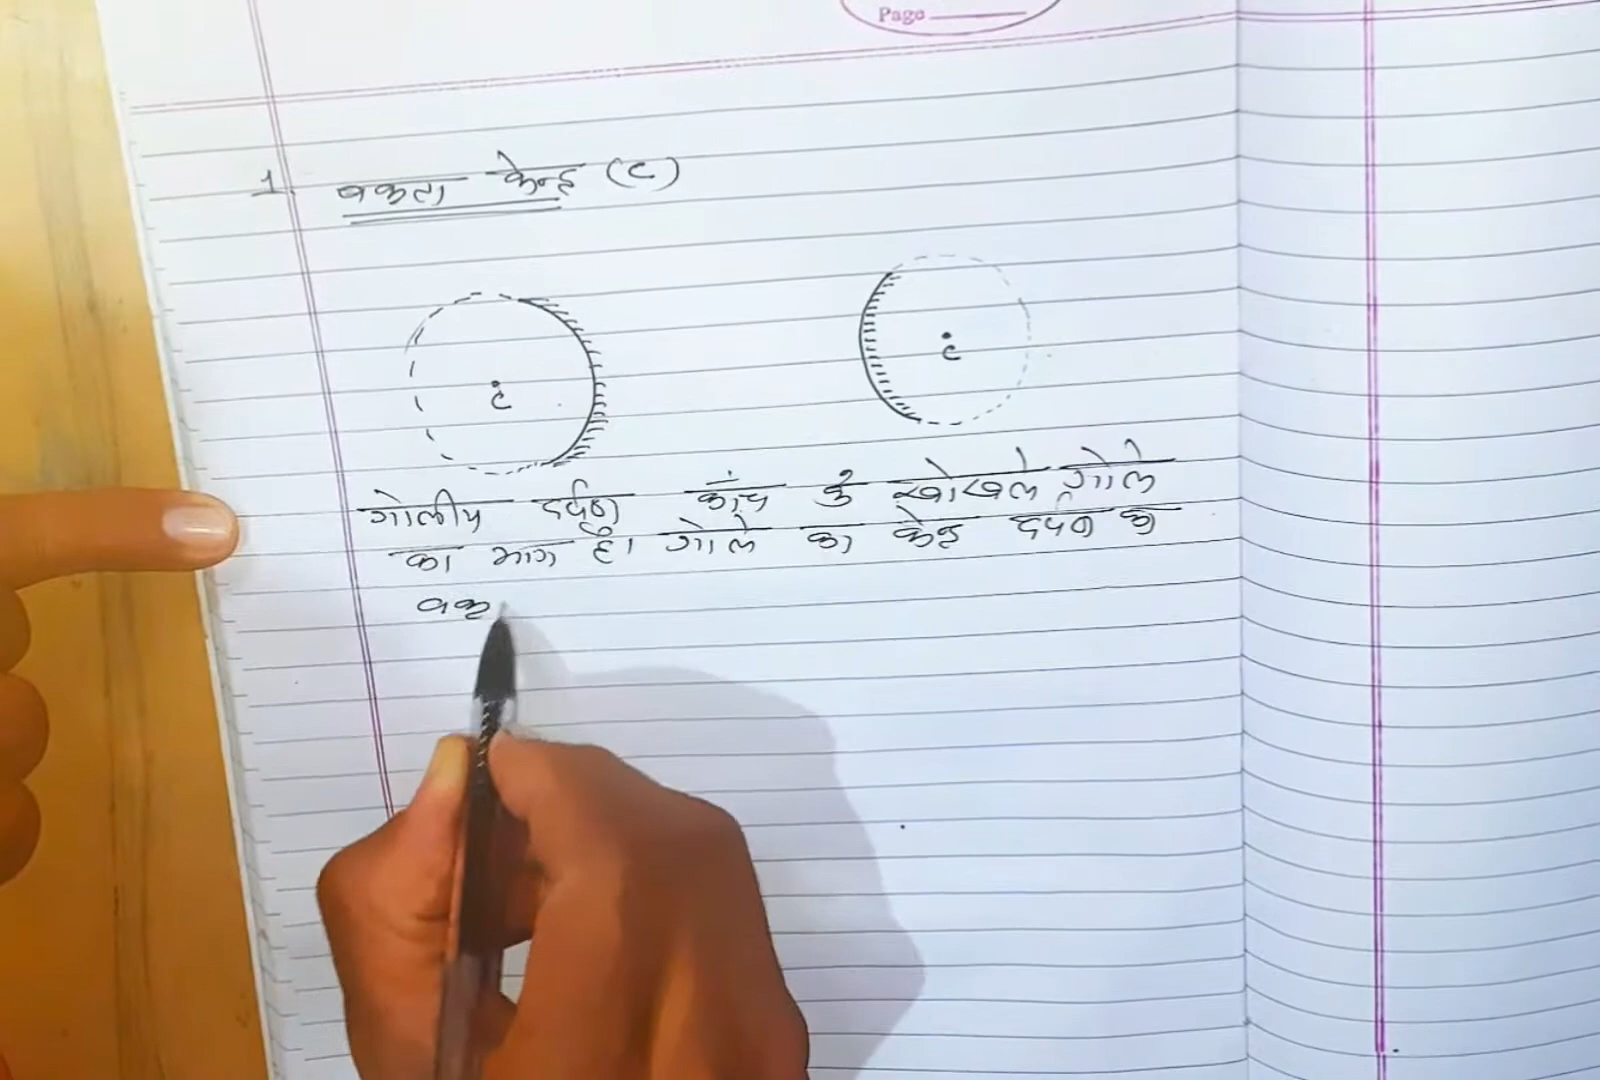 Page
1. वक्रता केन्द्र (C)
C
C
गोलीय दर्पण काँच के खोखले गोले
का भाग है। गोले का केंद्र दर्पण का
वक्र